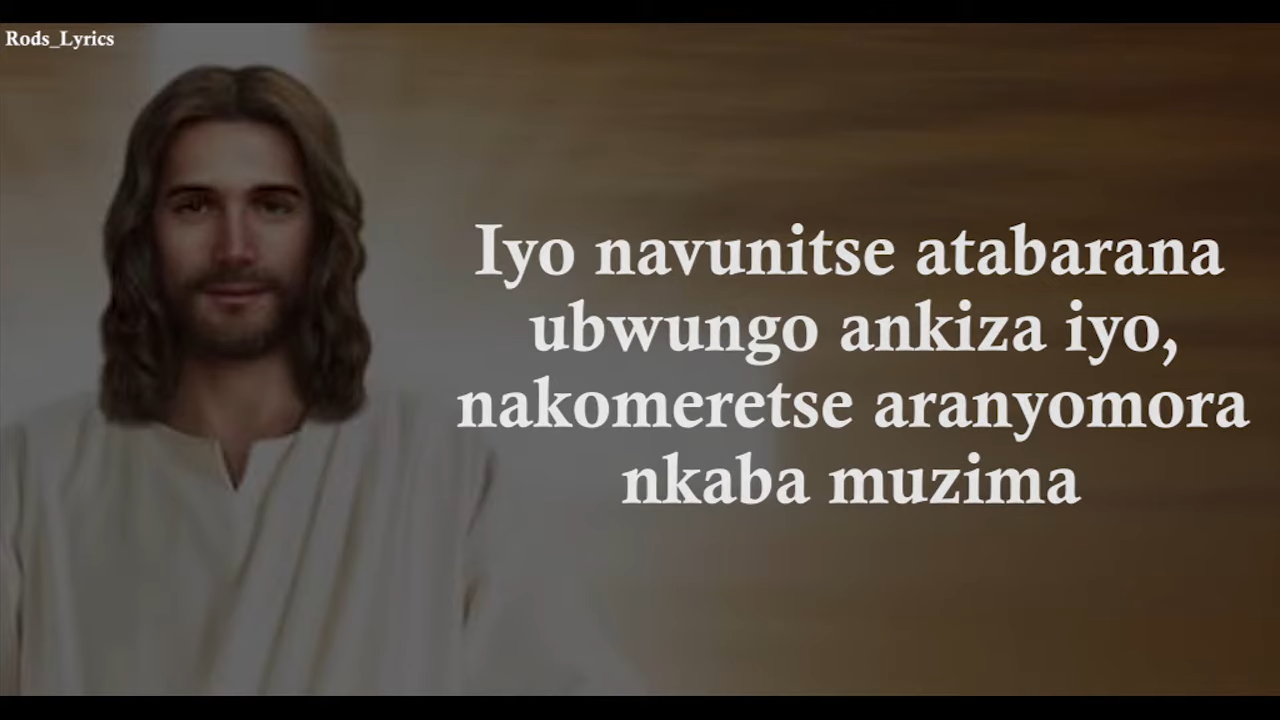 Rods_Lyrics
Iyo navunitse atabarana
ubwungo ankiza iyo,
nakomeretse aranyomora
nkaba muzima